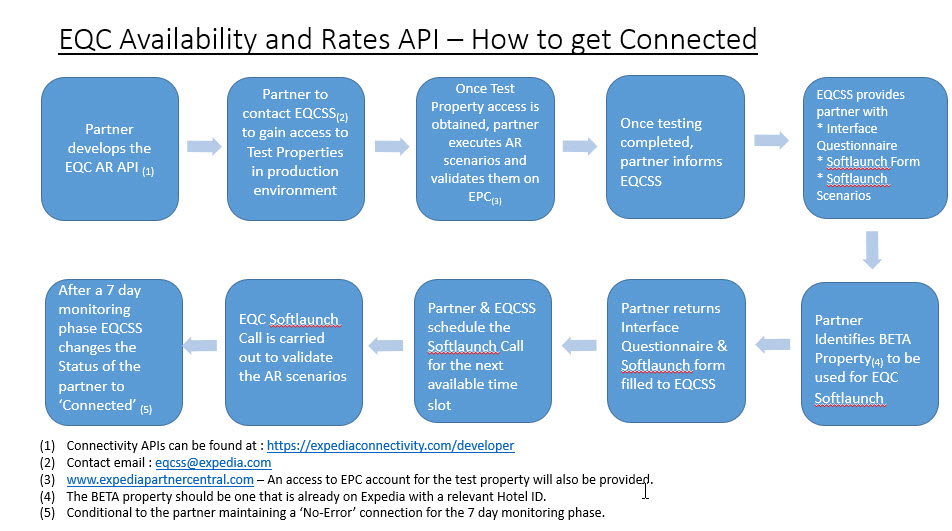 EQC Availability and Rates API – How to get Connected
Partner
develops the
EQC AR API (1)
Partner to
contact EQCSS(2)
to gain access to
Test Properties
in production
environment
Once Test
Property access is
obtained, partner
executes AR
scenarios and
validates them on
EPC(3)
Once testing
completed,
partner informs
EQCSS
EQCSS provides
partner with
* Interface
Questionnaire
* Softlaunch Form
* Softlaunch
Scenarios
Partner
Identifies BETA
Property(4) to be
used for EQC
Softlaunch
Partner returns
Interface
Questionnaire &
Softlaunch form
filled to EQCSS
Partner & EQCSS
schedule the
Softlaunch Call
for the next
available time
slot
EQC Softlaunch
Call is carried
out to validate
the AR scenarios
After a 7 day
monitoring
phase EQCSS
changes the
Status of the
partner to
‘Connected’ (5)
(1) Connectivity APIs can be found at : https://expediaconnectivity.com/developer
(2) Contact email : eqcss@expedia.com
(3) www.expediapartnercentral.com – An access to EPC account for the test property will also be provided.
(4) The BETA property should be one that is already on Expedia with a relevant Hotel ID.
(5) Conditional to the partner maintaining a ‘No-Error’ connection for the 7 day monitoring phase.